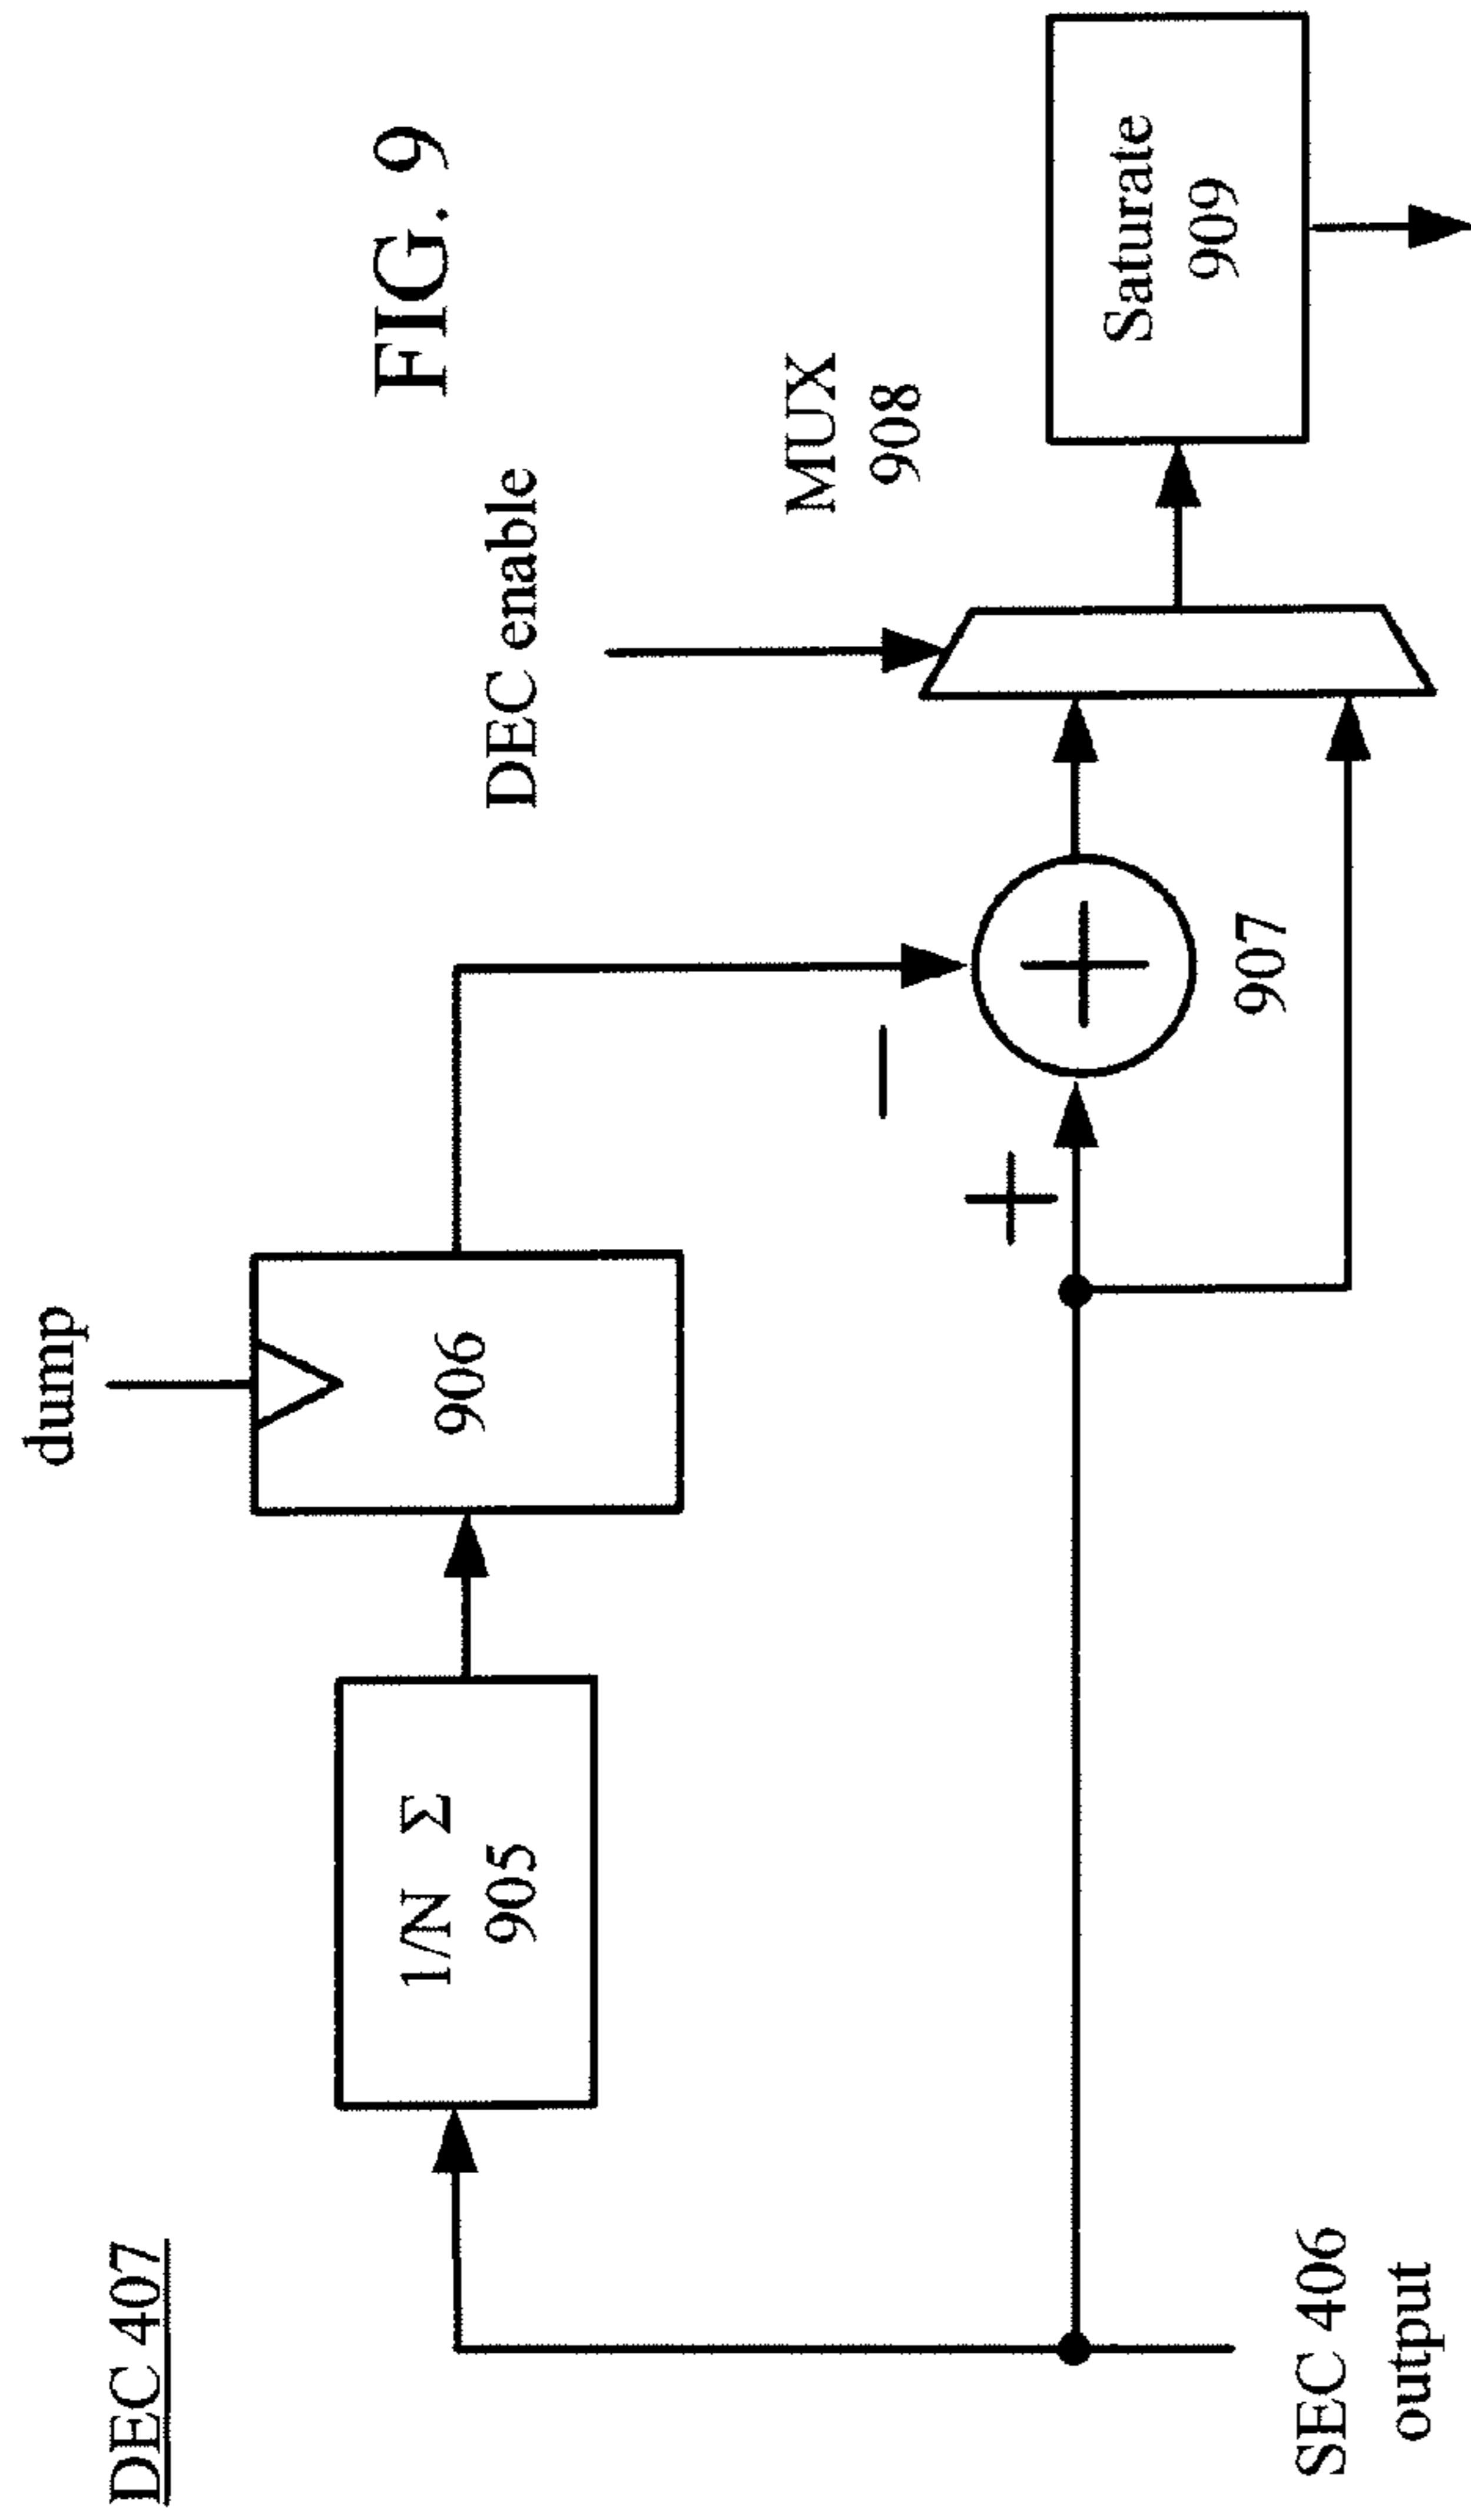 DEC 407
dump
FIG. 9
1/N Σ
905
906
DEC enable
MUX
908
+
−
+
907
Saturate
909
SEC 406
output